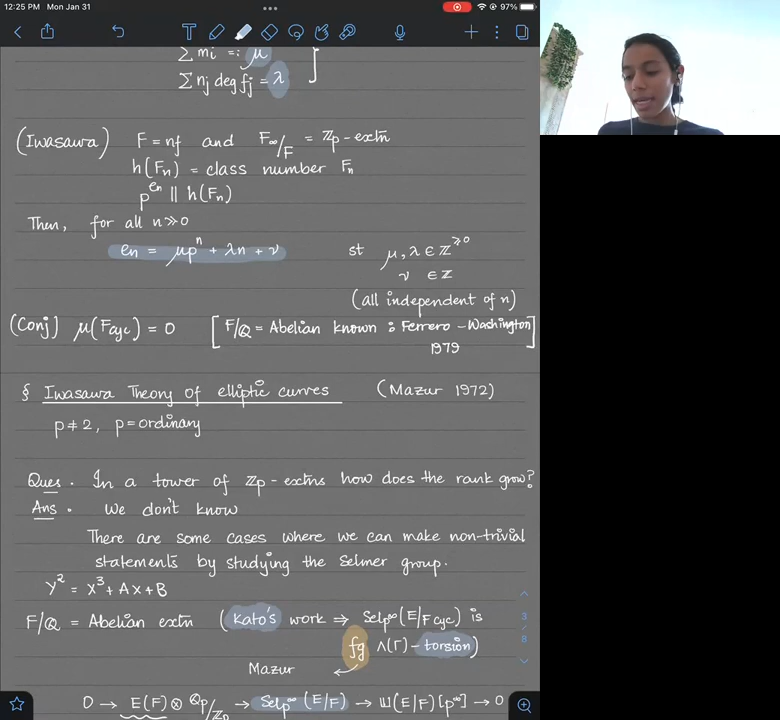 12:25 PM Mon Jan 31
97%
∑ mi =: μ
∑ nj deg fj = λ
(Iwasawa) F = nf and F∞/F = ℤp - extn
h(Fn) = class number Fn
p^en || h(Fn)
Then, for all n≫0
en = μp^n + λn + ν st μ, λ ∈ ℤ^≥0
ν ∈ ℤ
(all independent of n)
(Conj) μ(Fcyc) = 0 [F/ℚ = Abelian known : Ferrero - Washington]
1979
§ Iwasawa Theory of elliptic curves (Mazur 1972)
p ≠ 2, p = ordinary
Ques. In a tower of ℤp - extns how does the rank grow?
Ans. We don't know
There are some cases where we can make non-trivial
statements by studying the Selmer group.
Y² = X³ + AX + B
F/ℚ = Abelian extn (Kato's work ⇒ Selp∞(E/Fcyc) is
fg Λ(Γ) - torsion)
Mazur
0 → E(F) ⊗ ℚp/ℤp → Selp∞(E/F) → Ш(E/F)[p∞] → 0
3
8